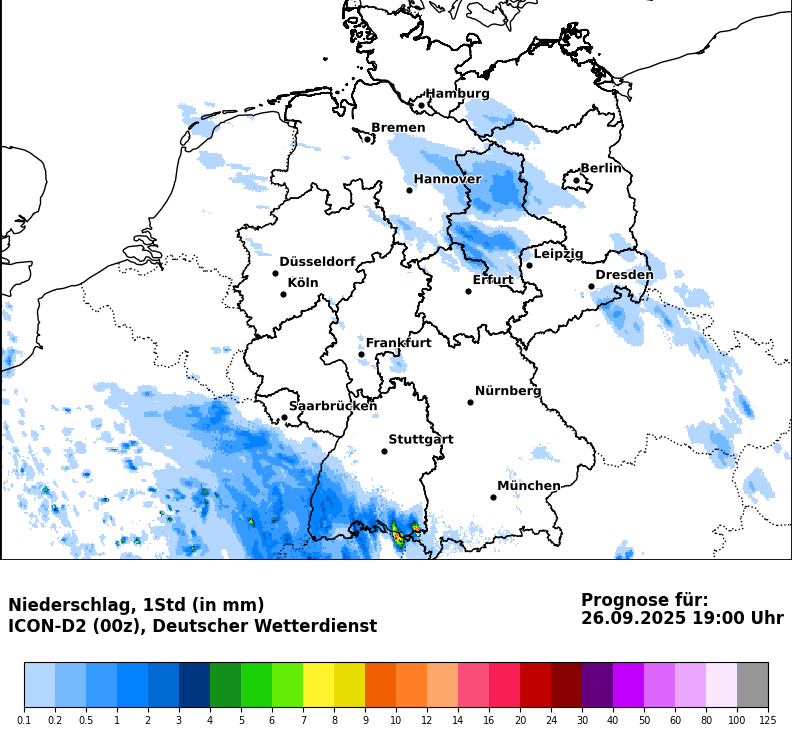 Hamburg
Bremen
Berlin
Hannover
Düsseldorf
Leipzig
Köln
Erfurt
Dresden
Frankfurt
Nürnberg
Saarbrücken
Stuttgart
München
Niederschlag, 1Std (in mm)
ICON-D2 (00z), Deutscher Wetterdienst
Prognose für:
26.09.2025 19:00 Uhr
0.1 0.2 0.5 1 2 3 4 5 6 7 8 9 10 12 14 16 20 24 30 40 50 60 80 100 125